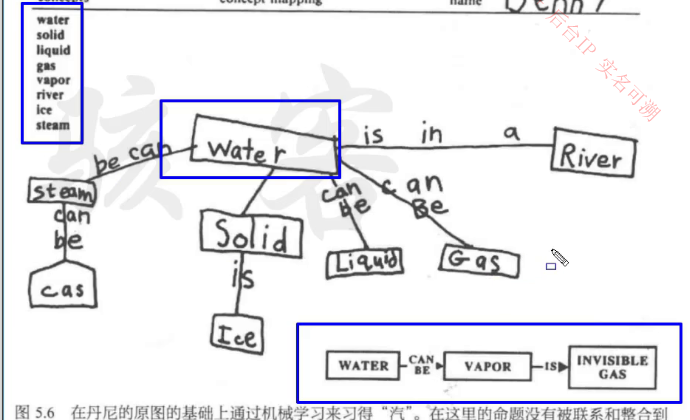 concept mapping
name Denny
water
solid
liquid
gas
vapor
river
ice
steam
后台IP 实名可溯
骇客
be can
Water
is in a
River
steam
can
be
Solid
can
be
can
Be
cas
is
Liquid
Gas
Ice
WATER CAN BE VAPOR IS INVISIBLE GAS
图 5.6 在丹尼的原图的基础上通过机械学习来习得“汽”。在这里的命题没有被联系和整合到